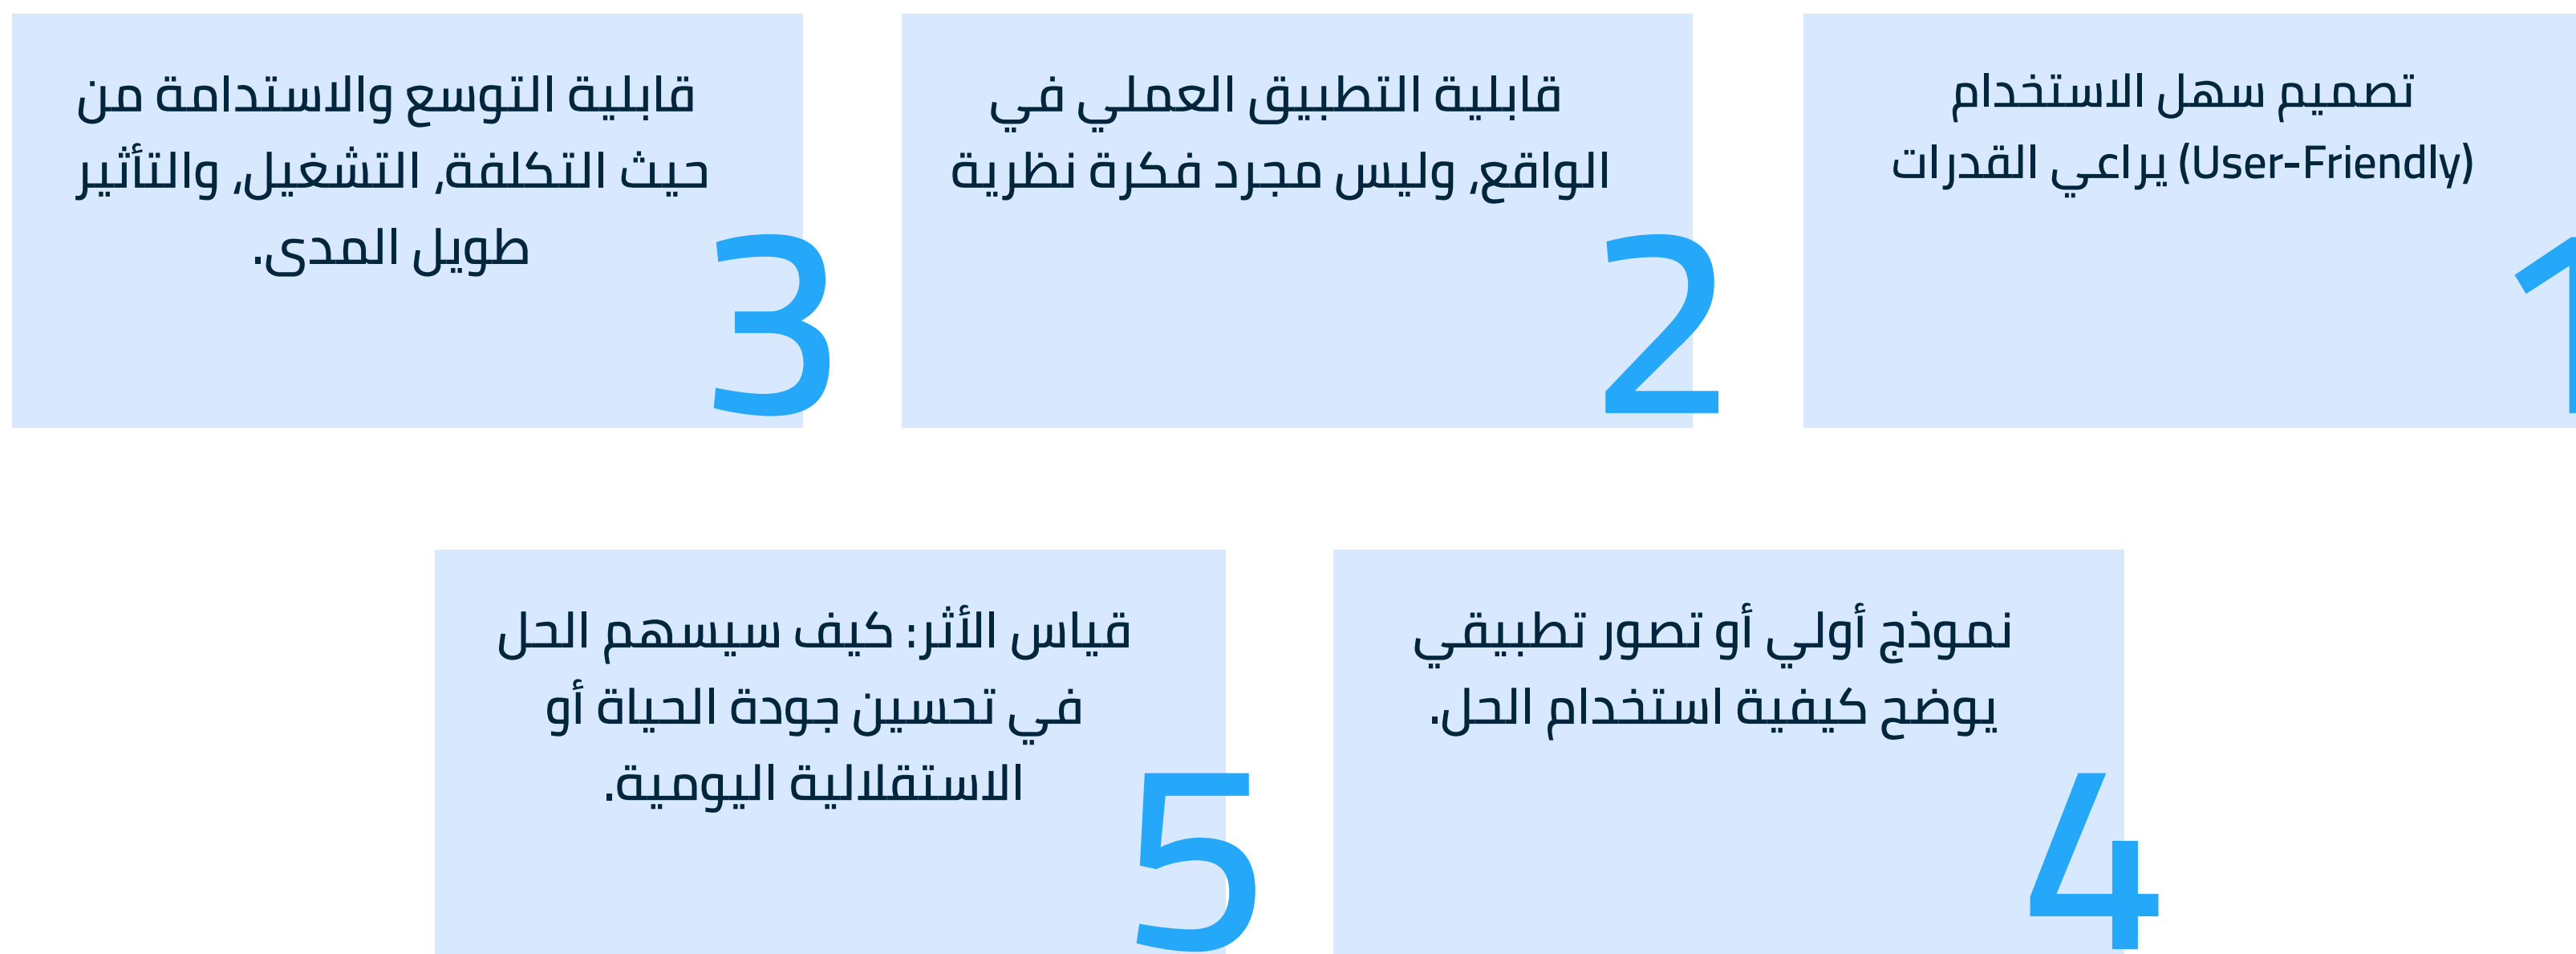 تصميم سهل الاستخدام
(User-Friendly) يراعي القدرات
1
قابلية التطبيق العملي في
الواقع، وليس مجرد فكرة نظرية
2
قابلية التوسع والاستدامة من
حيث التكلفة، التشغيل، والتأثير
طويل المدى.
3
نموذج أولي أو تصور تطبيقي
يوضح كيفية استخدام الحل.
4
قياس الأثر: كيف سيسهم الحل
في تحسين جودة الحياة أو
الاستقلالية اليومية.
5